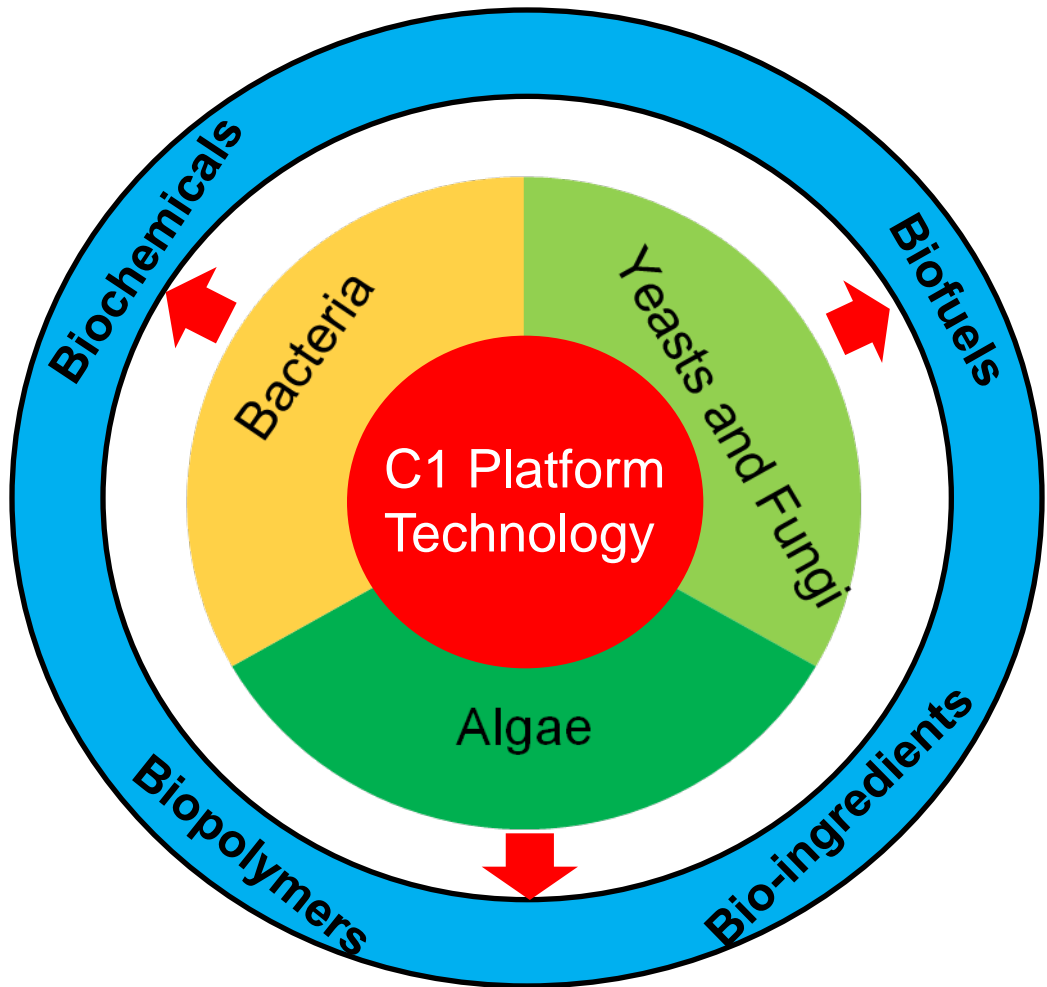 Biochemicals
Biofuels
Bacteria
Yeasts and Fungi
C1 Platform
Technology
Algae
Biopolymers
Bio-ingredients